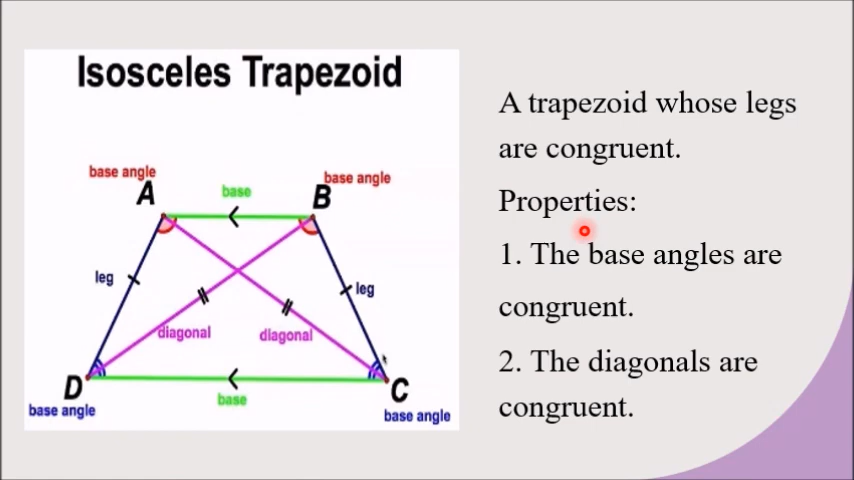 Isosceles Trapezoid
base angle
base angle
A
base
B
leg
leg
diagonal
diagonal
D
base
C
base angle
base angle
A trapezoid whose legs
are congruent.
Properties:
1. The base angles are
congruent.
2. The diagonals are
congruent.